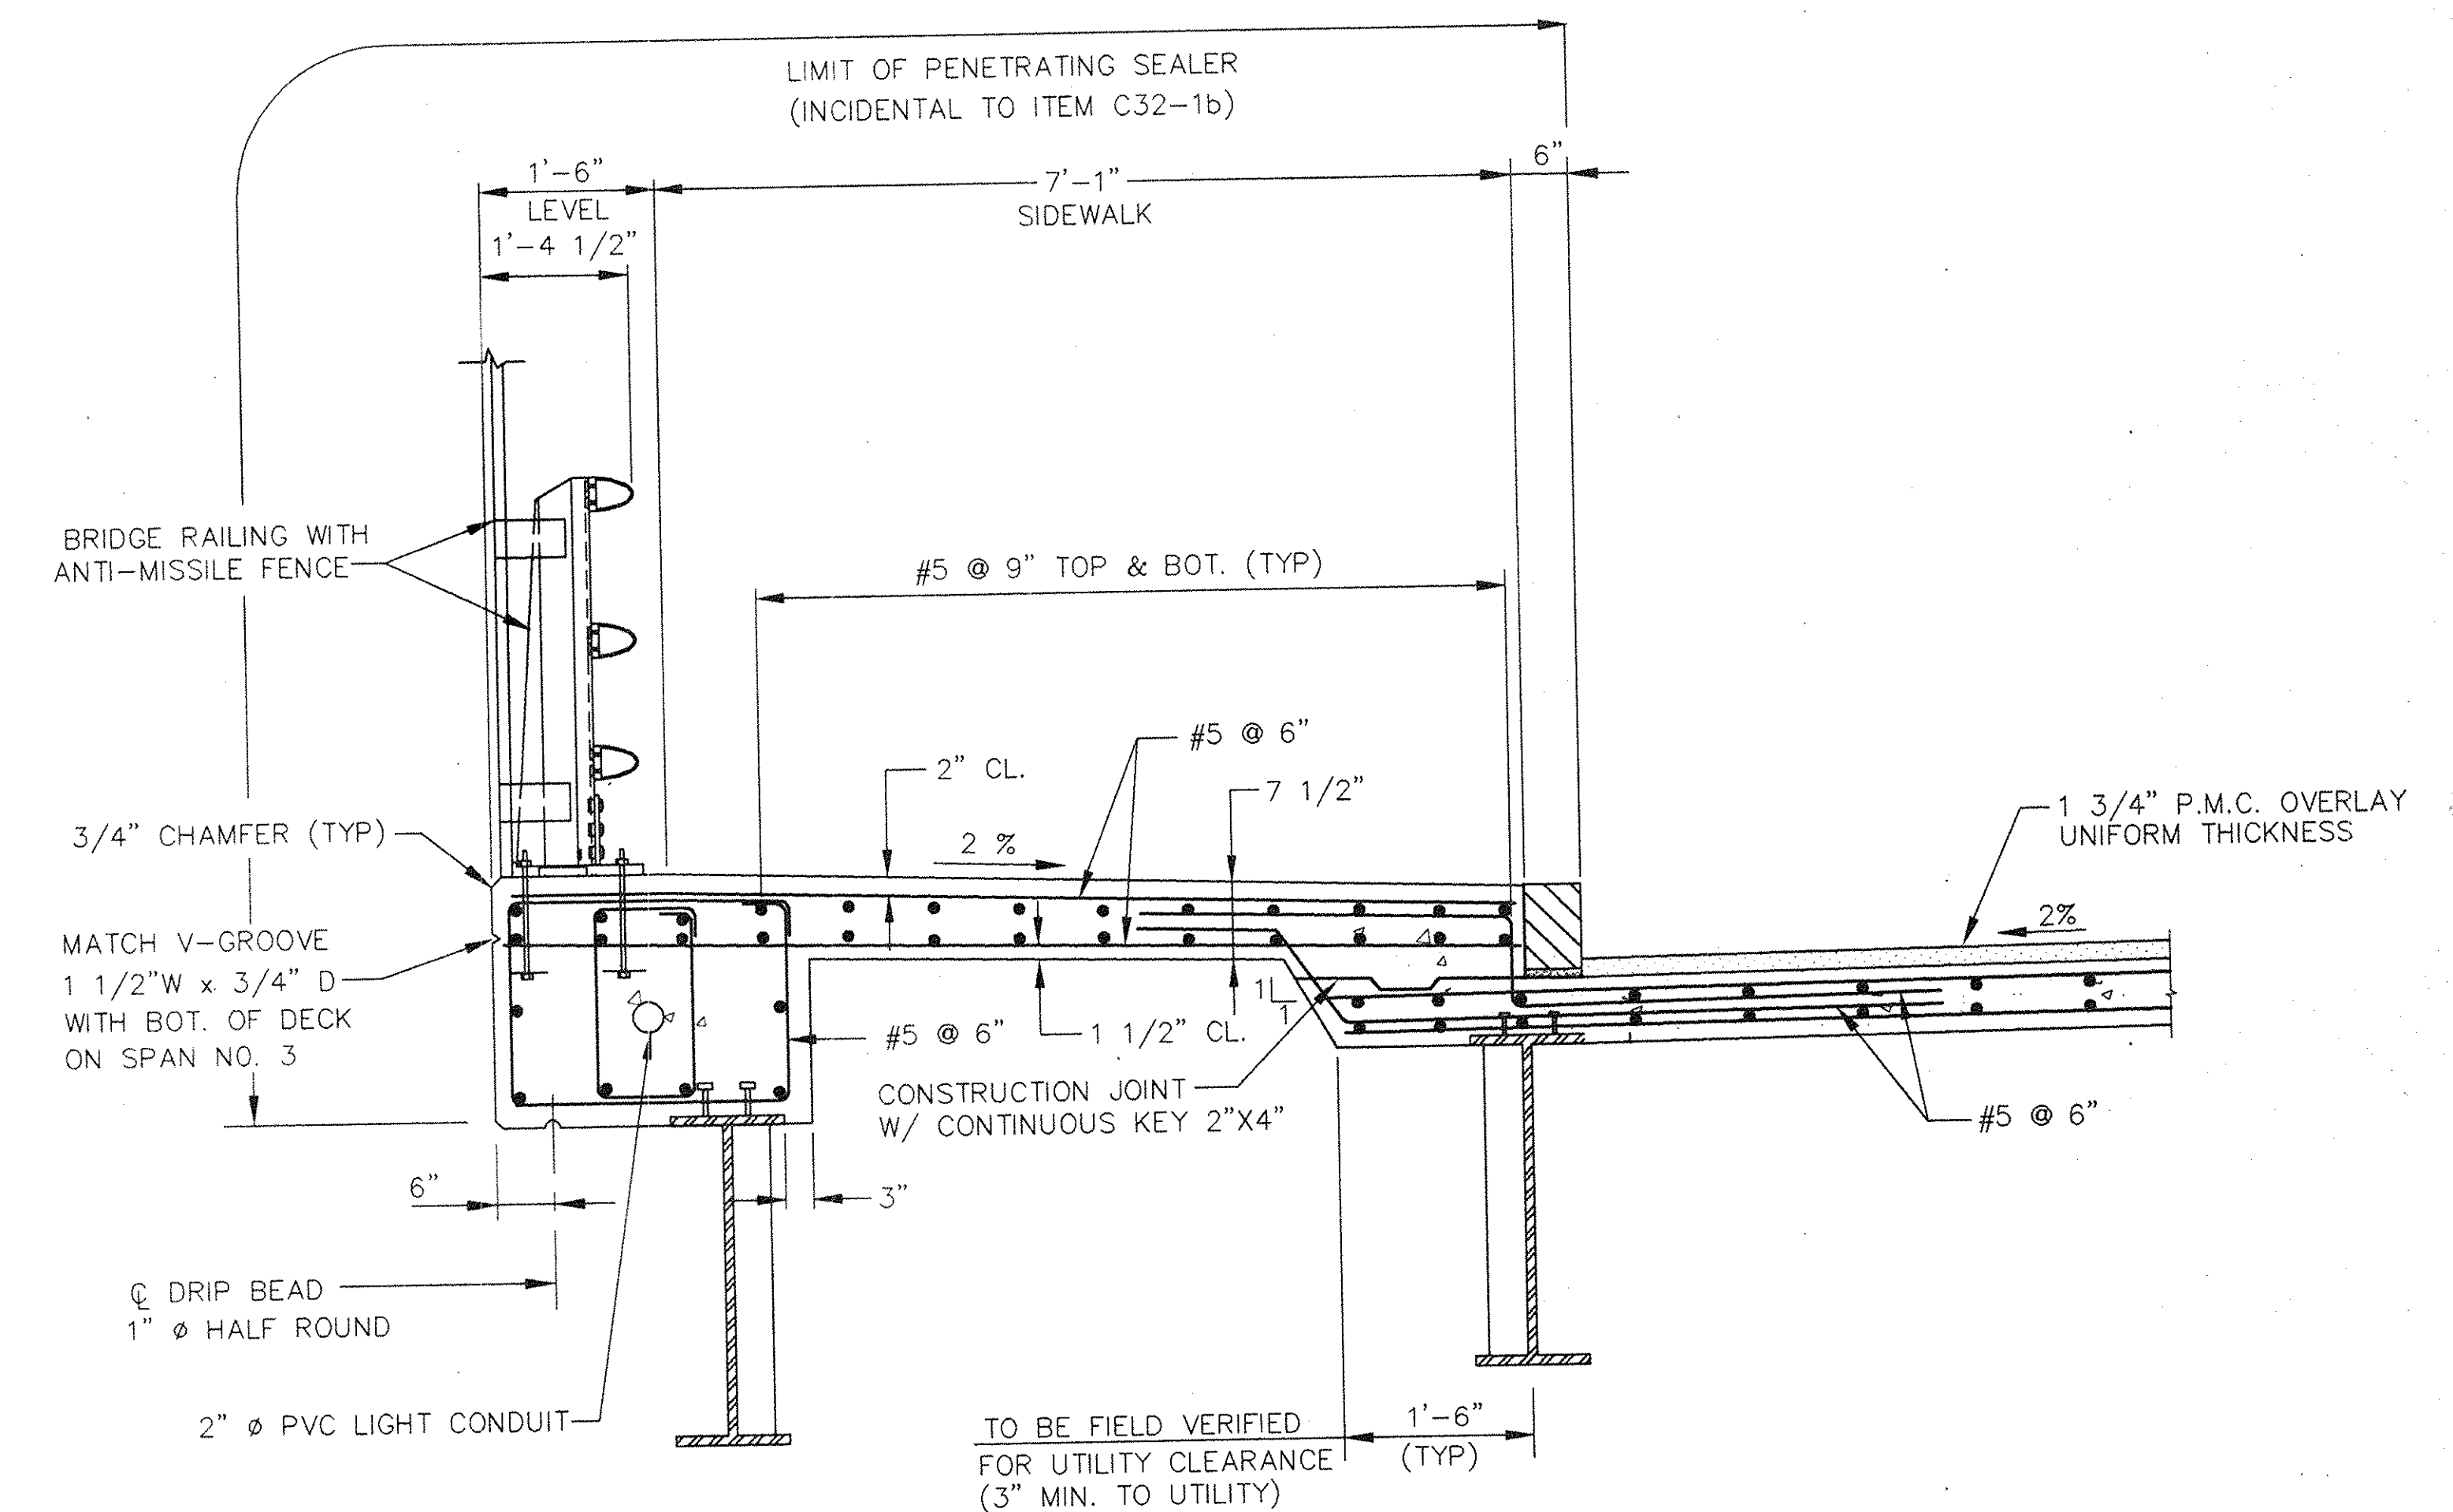 LIMIT OF PENETRATING SEALER
(INCIDENTAL TO ITEM C32-1b)
1'-6"
LEVEL
1'-4 1/2"
7'-1"
SIDEWALK
6"
BRIDGE RAILING WITH
ANTI-MISSILE FENCE
#5 @ 9" TOP & BOT. (TYP)
#5 @ 6"
2" CL.
7 1/2"
1 3/4" P.M.C. OVERLAY
UNIFORM THICKNESS
3/4" CHAMFER (TYP)
2 %
2%
MATCH V-GROOVE
1 1/2"W x 3/4" D
WITH BOT. OF DECK
ON SPAN NO. 3
1
1
#5 @ 6"
1 1/2" CL.
CONSTRUCTION JOINT
W/ CONTINUOUS KEY 2"X4"
#5 @ 6"
6"
3"
℄ DRIP BEAD
1" ø HALF ROUND
2" ø PVC LIGHT CONDUIT
TO BE FIELD VERIFIED
FOR UTILITY CLEARANCE
(3" MIN. TO UTILITY)
1'-6"
(TYP)